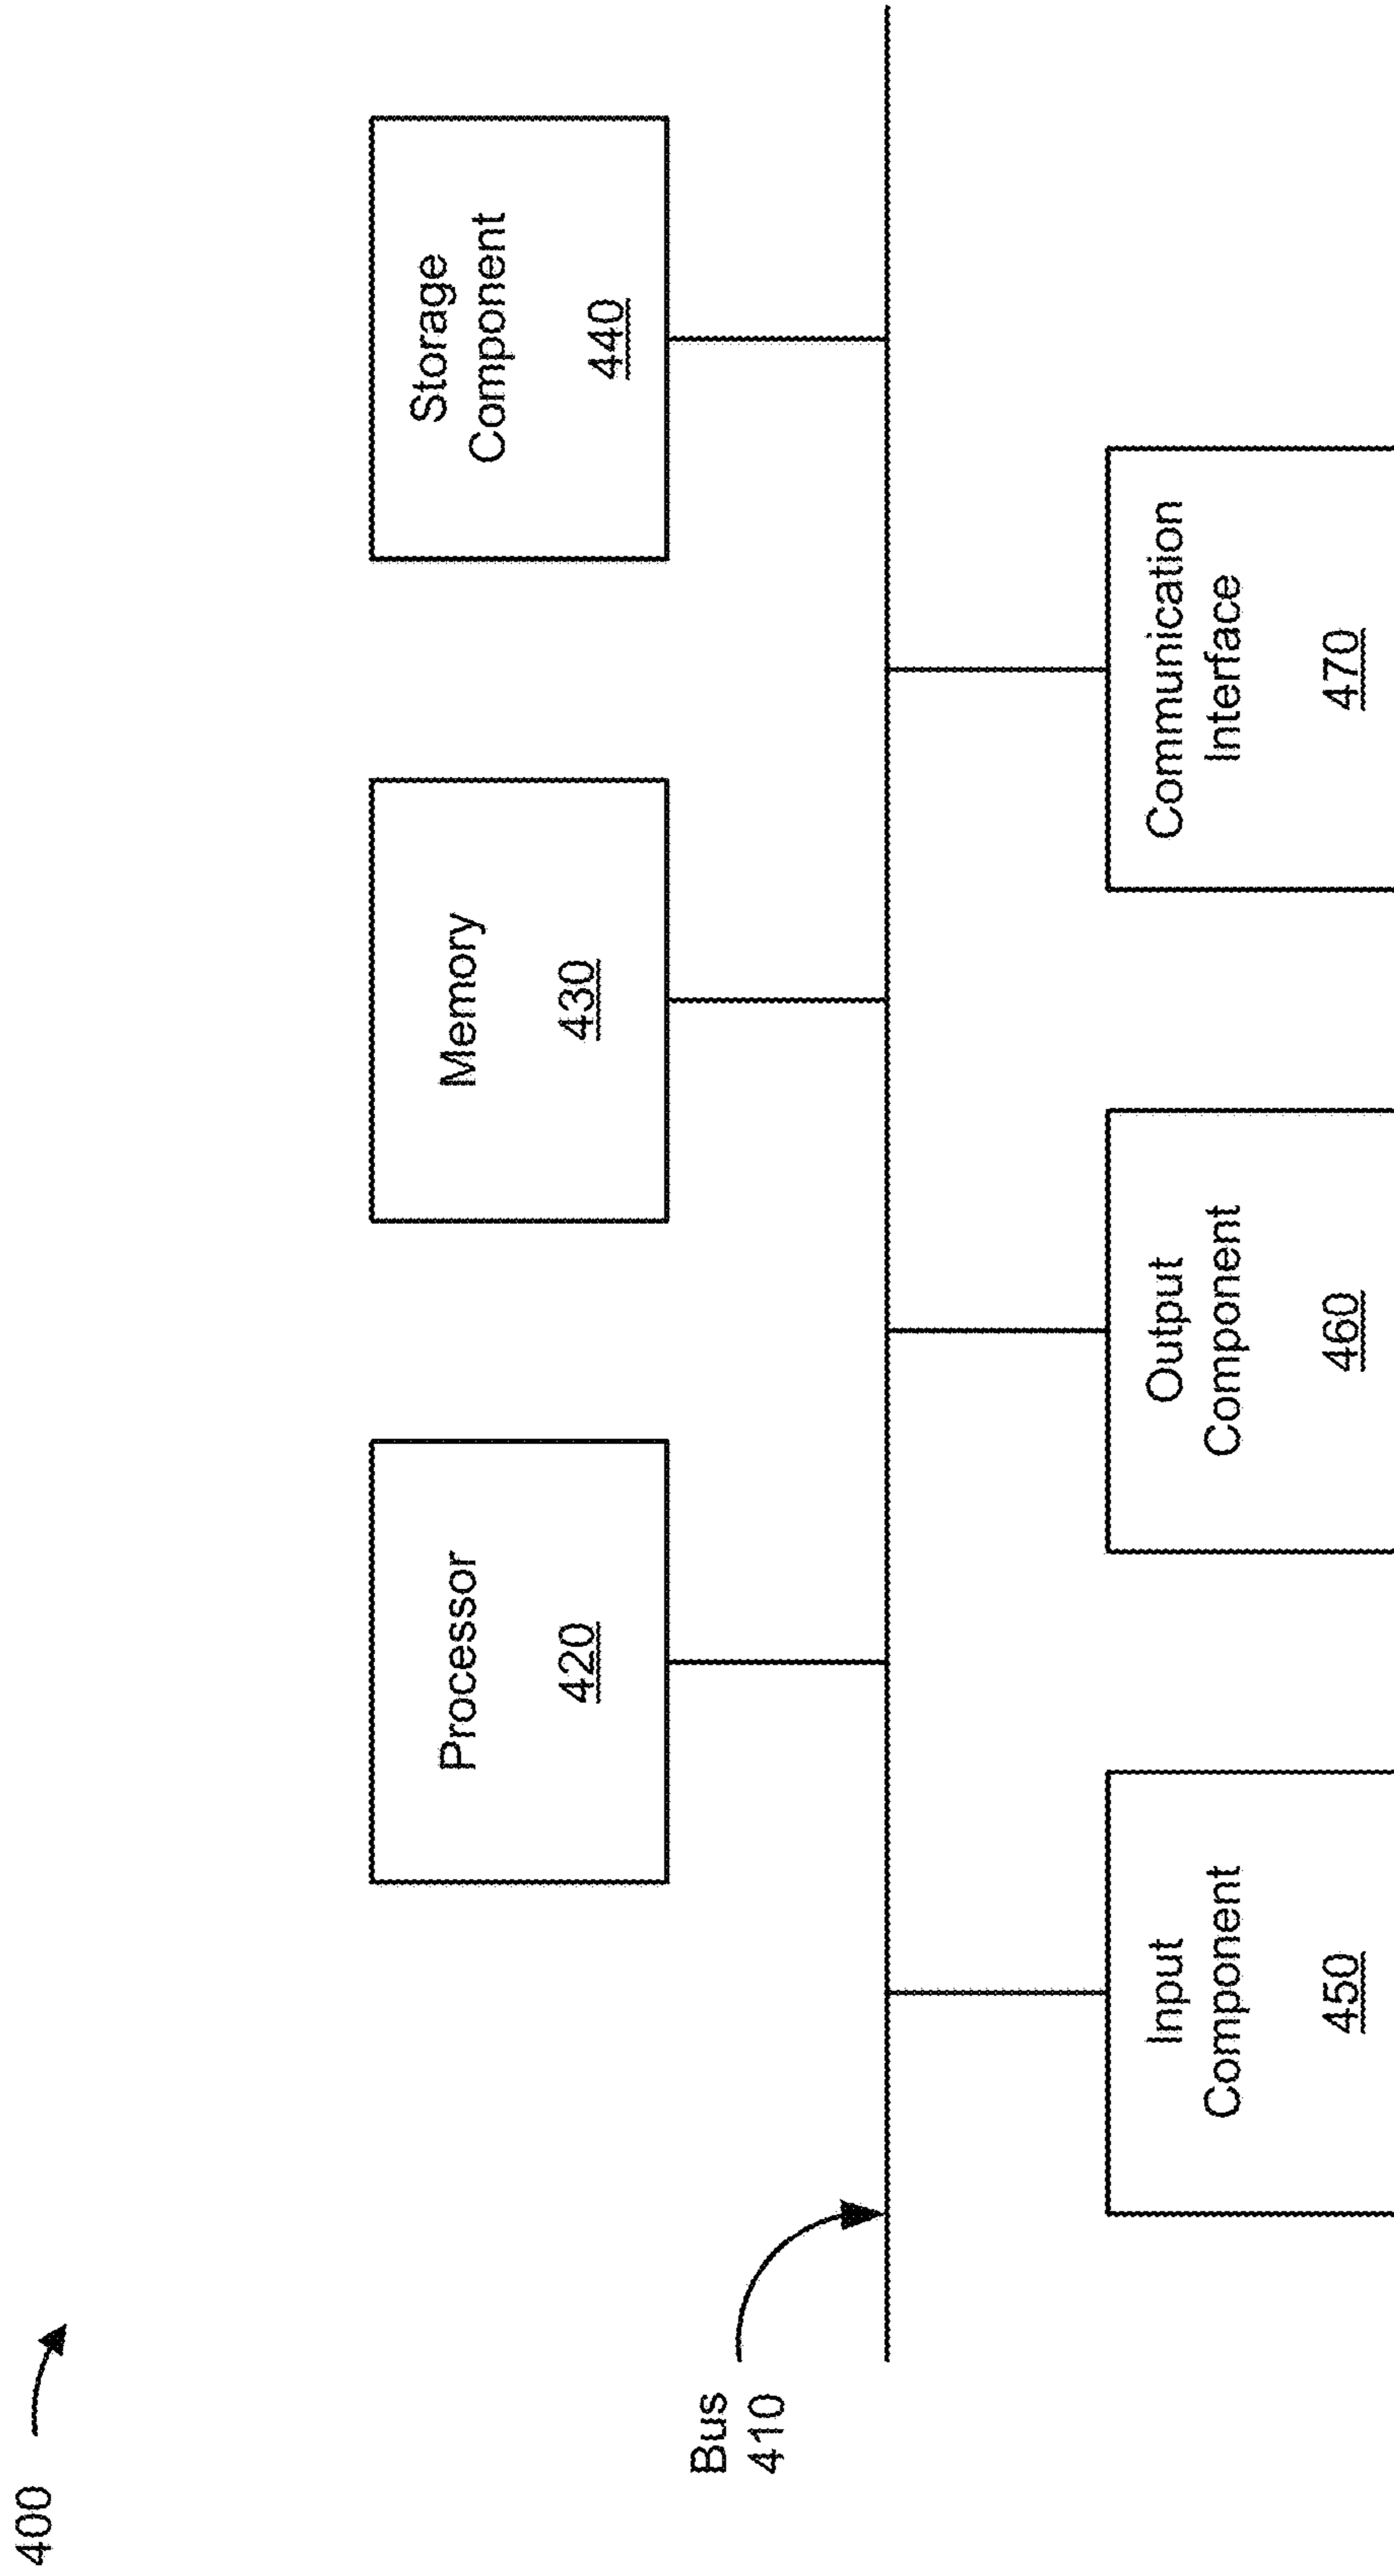 400
Processor
420
Memory
430
Storage
Component
440
Bus
410
Input
Component
450
Output
Component
460
Communication
Interface
470